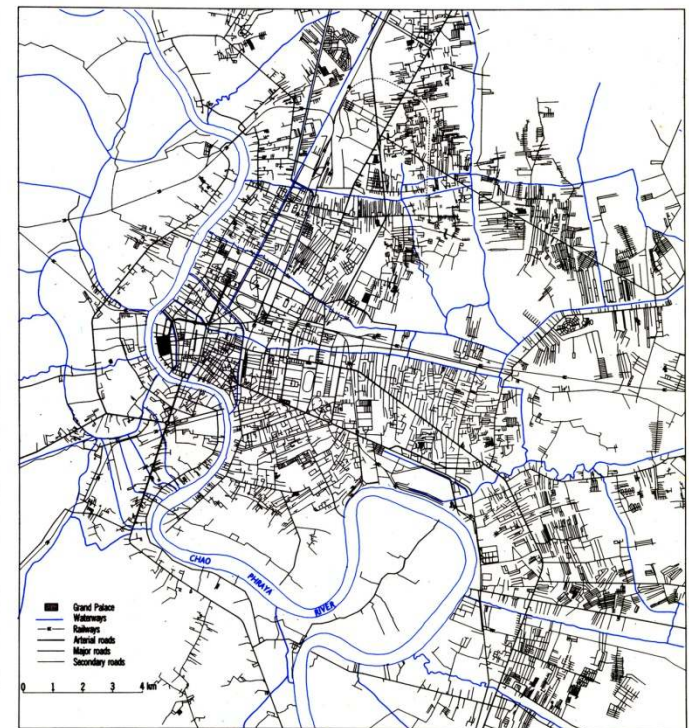 CHAO
PHRAYA
RIVER
Grand Palace
Waterways
Railways
Arterial roads
Major roads
Secondary roads
0 1 2 3 4 km